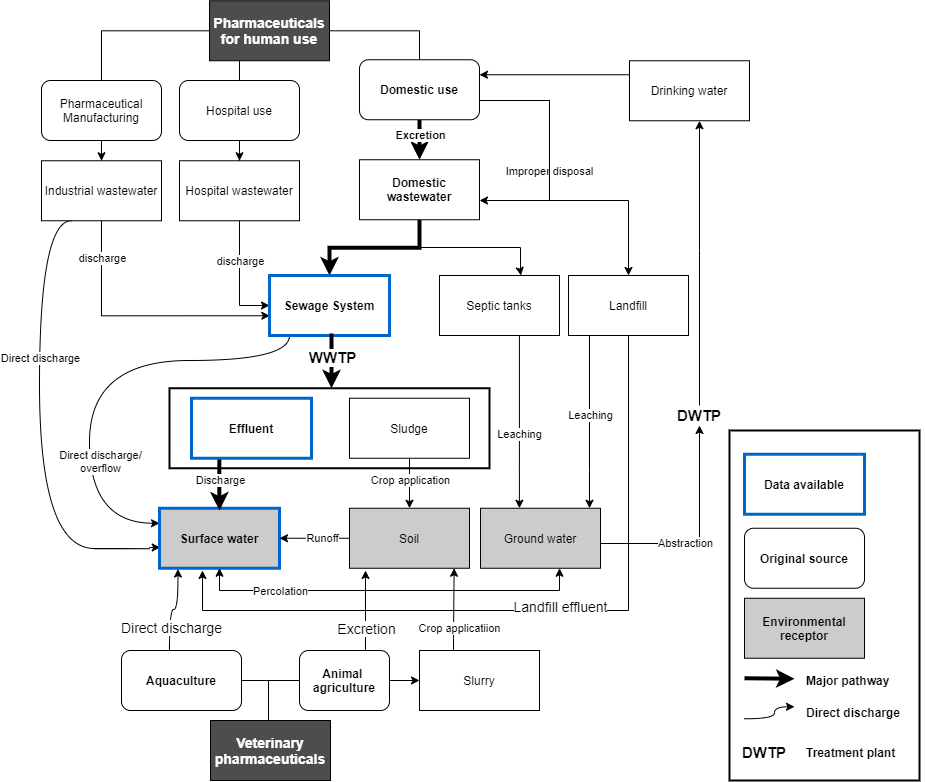 Pharmaceuticals
for human use
Pharmaceutical
Manufacturing
Hospital use
Domestic use
Drinking water
Excretion
Improper disposal
Industrial wastewater
Hospital wastewater
Domestic
wastewater
discharge
discharge
Sewage System
Septic tanks
Landfill
Direct discharge
WWTP
Effluent
Sludge
Leaching
Leaching
DWTP
Direct discharge/
overflow
Discharge
Crop application
Surface water
Runoff
Soil
Ground water
Abstraction
Percolation
Landfill effluent
Direct discharge
Excretion
Crop applicatiion
Aquaculture
Animal
agriculture
Slurry
Veterinary
pharmaceuticals
Data available
Original source
Environmental
receptor
Major pathway
Direct discharge
DWTP Treatment plant